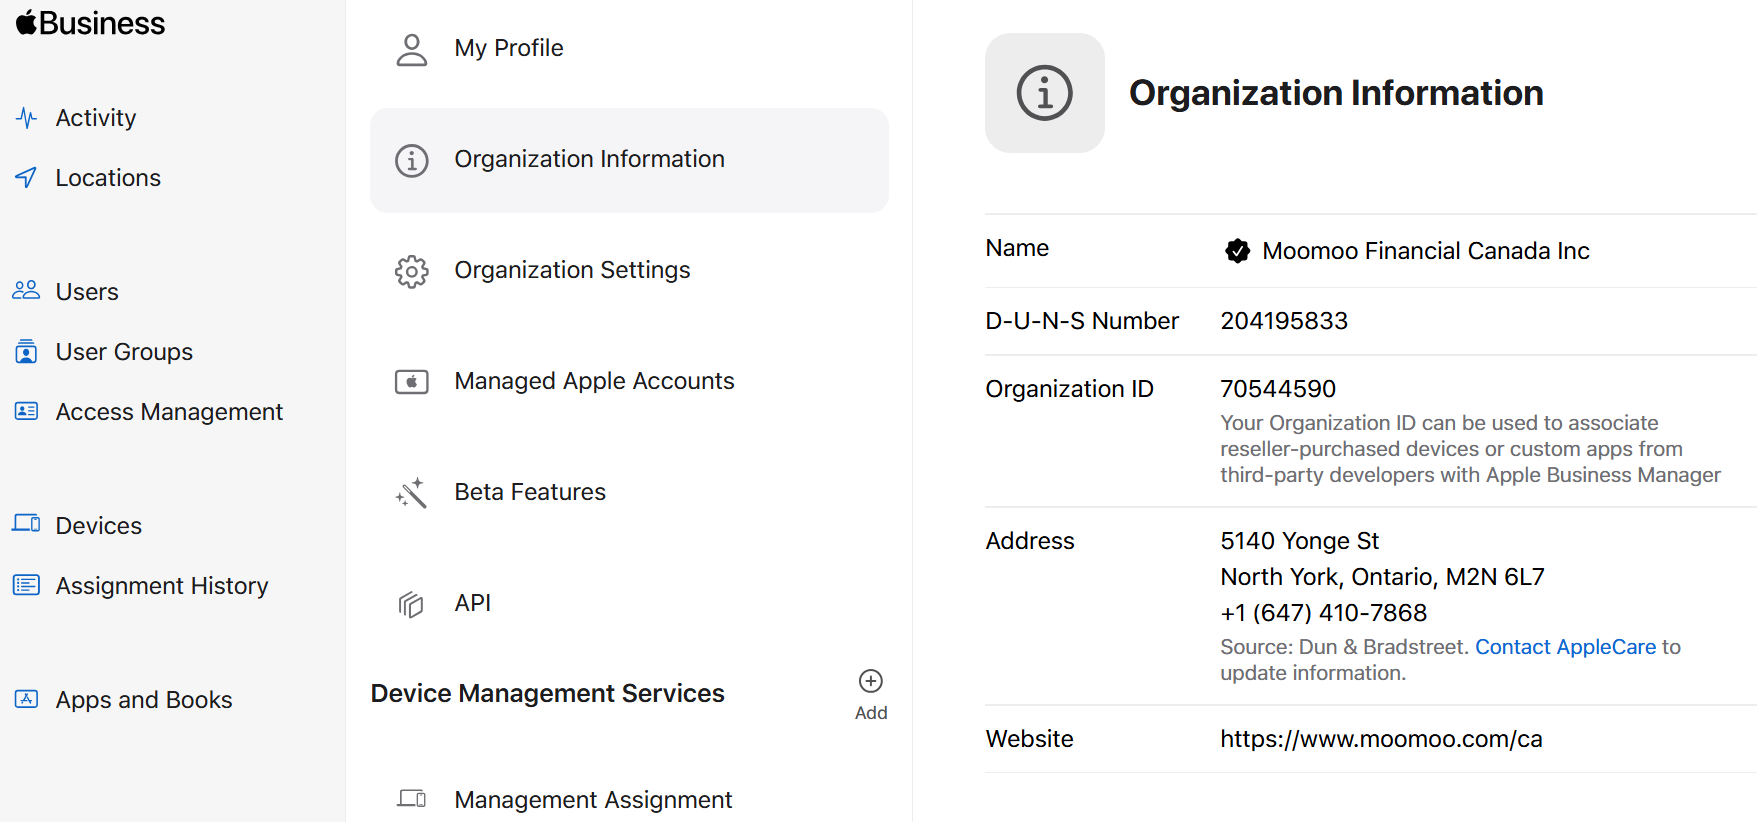 Business
Activity
Locations
Users
User Groups
Access Management
Devices
Assignment History
Apps and Books
My Profile
Organization Information
Organization Settings
Managed Apple Accounts
Beta Features
API
Device Management Services
Add
Management Assignment
Organization Information
Name
Moomoo Financial Canada Inc
D-U-N-S Number
204195833
Organization ID
70544590
Your Organization ID can be used to associate
reseller-purchased devices or custom apps from
third-party developers with Apple Business Manager
Address
5140 Yonge St
North York, Ontario, M2N 6L7
+1 (647) 410-7868
Source: Dun & Bradstreet. Contact AppleCare to
update information.
Website
https://www.moomoo.com/ca